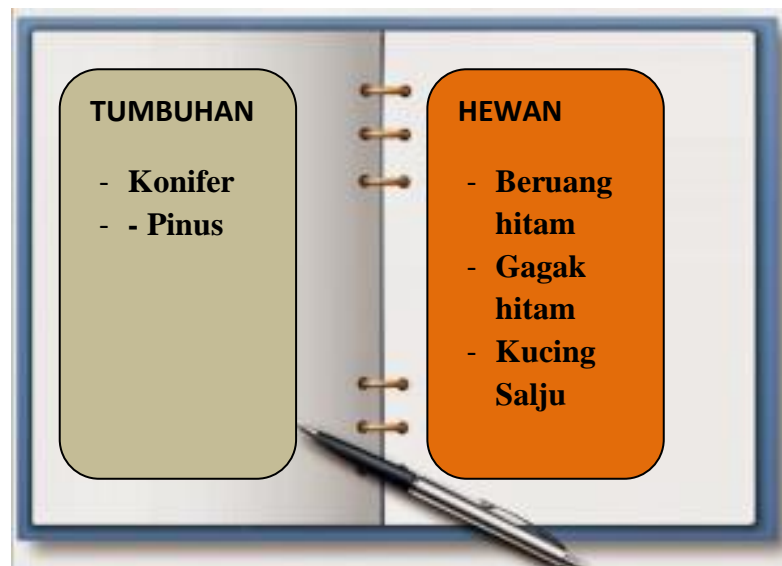 TUMBUHAN
- Konifer
- - Pinus
HEWAN
- Beruang
hitam
- Gagak
hitam
- Kucing
Salju